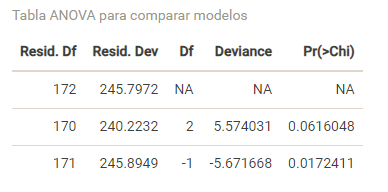 Tabla ANOVA para comparar modelos
Resid. Df Resid. Dev Df Deviance Pr(>Chi)
172 245.7972 NA NA NA
170 240.2232 2 5.574031 0.0616048
171 245.8949 -1 -5.671668 0.0172411